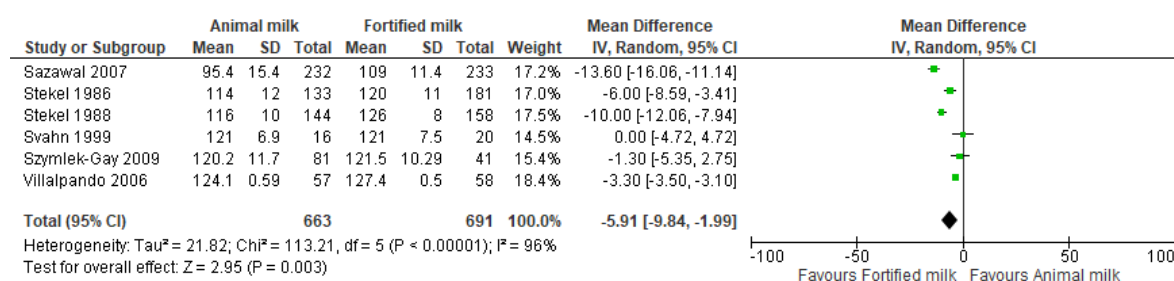 Animal milk Fortified milk Mean Difference Mean Difference
Study or Subgroup Mean SD Total Mean SD Total Weight IV, Random, 95% CI IV, Random, 95% CI
Sazawal 2007 95.4 15.4 232 109 11.4 233 17.2% -13.60 [-16.06, -11.14]
Stekel 1986 114 12 133 120 11 181 17.0% -6.00 [-8.59, -3.41]
Stekel 1988 116 10 144 126 8 158 17.5% -10.00 [-12.06, -7.94]
Svahn 1999 121 6.9 16 121 7.5 20 14.5% 0.00 [-4.72, 4.72]
Szymlek-Gay 2009 120.2 11.7 81 121.5 10.29 41 15.4% -1.30 [-5.35, 2.75]
Villalpando 2006 124.1 0.59 57 127.4 0.5 58 18.4% -3.30 [-3.50, -3.10]
Total (95% CI) 663 691 100.0% -5.91 [-9.84, -1.99]
Heterogeneity: Tau² = 21.82; Chi² = 113.21, df = 5 (P < 0.00001); I² = 96%
Test for overall effect: Z = 2.95 (P = 0.003)
-100 -50 0 50 100
Favours Fortified milk Favours Animal milk